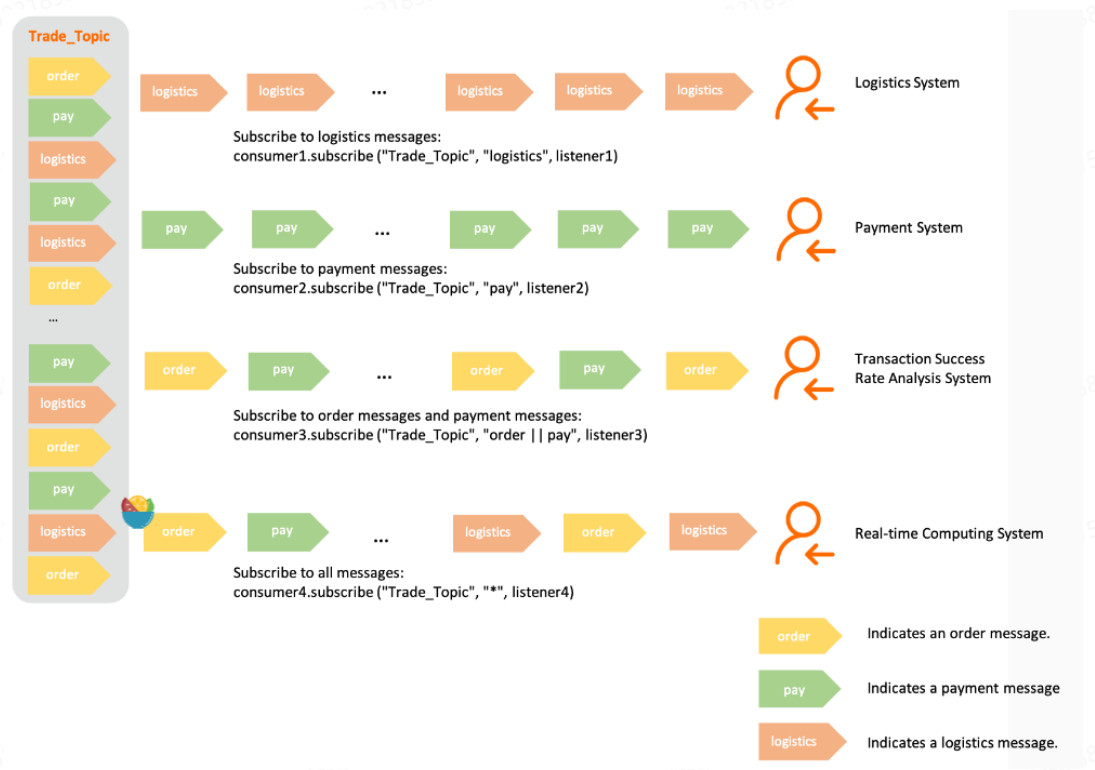 Trade_Topic
order
pay
logistics
pay
logistics
order
...
pay
logistics
order
pay
logistics
order
logistics
logistics
...
logistics
logistics
logistics
Logistics System
Subscribe to logistics messages:
consumer1.subscribe ("Trade_Topic", "logistics", listener1)
pay
pay
...
pay
pay
pay
Payment System
Subscribe to payment messages:
consumer2.subscribe ("Trade_Topic", "pay", listener2)
order
pay
...
order
pay
order
Transaction Success
Rate Analysis System
Subscribe to order messages and payment messages:
consumer3.subscribe ("Trade_Topic", "order || pay", listener3)
order
pay
...
logistics
order
logistics
Real-time Computing System
Subscribe to all messages:
consumer4.subscribe ("Trade_Topic", "*", listener4)
order
Indicates an order message.
pay
Indicates a payment message
logistics
Indicates a logistics message.